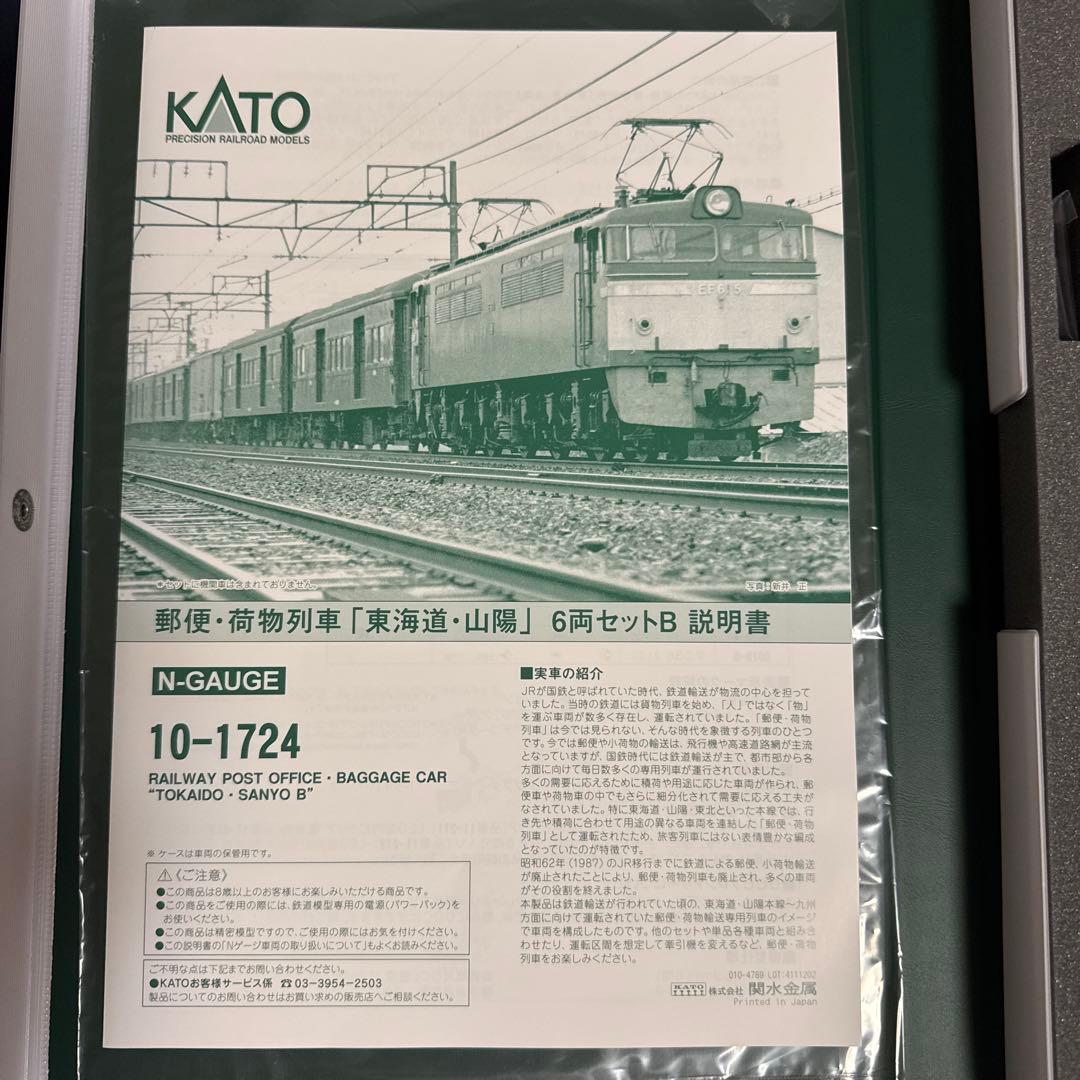 KATO
PRECISION RAILROAD MODELS
EF61 5
*セットに機関車は含まれておりません。
写真：新井 正
郵便・荷物列車「東海道・山陽」 6両セットB 説明書
N-GAUGE
10-1724
RAILWAY POST OFFICE・BAGGAGE CAR
"TOKAIDO・SANYO B"
※ ケースは車両の保管用です。
⚠《ご注意》
●この商品は8歳以上のお客様にお楽しみいただける商品です。
●この商品をご使用の際には、鉄道模型専用の電源(パワーパック)を
お使いください。
●この商品は精密模型ですので、ご使用の際にはお気を付けください。
●この説明書の「Nゲージ車両の取り扱いについて」もよくお読みください。
ご不明な点は下記までお問い合わせください。
●KATOお客様サービス係 ☎03-3954-2503
製品についてのお問い合わせはお買い求めの販売店へご相談ください。
■実車の紹介
JRが国鉄と呼ばれていた時代、鉄道輸送が物流の中心を担って
いました。当時の鉄道には貨物列車を始め、「人」ではなく「物」
を運ぶ車両が数多く存在し、運転されていました。「郵便・荷物
列車」は今では見られない、そんな時代を象徴する列車のひとつ
です。今では郵便や小荷物の輸送は、飛行機や高速道路網が主流
となっていますが、国鉄時代には鉄道輸送が主で、都市部から各
方面に向けて毎日数多くの専用列車が運行されていました。
多くの需要に応えるために積荷や用途に応じた車両が作られ、郵
便車や荷物車の中でもさらに細分化されて需要に応える工夫が
なされていました。特に東海道・山陽・東北といった本線では、行
き先や積荷に合わせて用途の異なる車両を連結した「郵便・荷物
列車」として運転されたため、旅客列車にはない表情豊かな編成
となっていたのが特徴です。
昭和62年(1987)のJR移行までに鉄道による郵便、小荷物輸送
が廃止されたことにより、郵便・荷物列車も廃止され、多くの車両
がその役割を終えました。
本製品は鉄道輸送が行われていた頃の、東海道・山陽本線～九州
方面に向けて運転されていた郵便・荷物輸送専用列車のイメージ
で車両を構成したものです。他のセットや単品各種車両と組み合
わせたり、運転区間を想定して牽引機を変えるなど、郵便・荷物
列車をお楽しみください。
010-4789 LOT:4111202
KATO 株式会社 関水金属
Printed in Japan